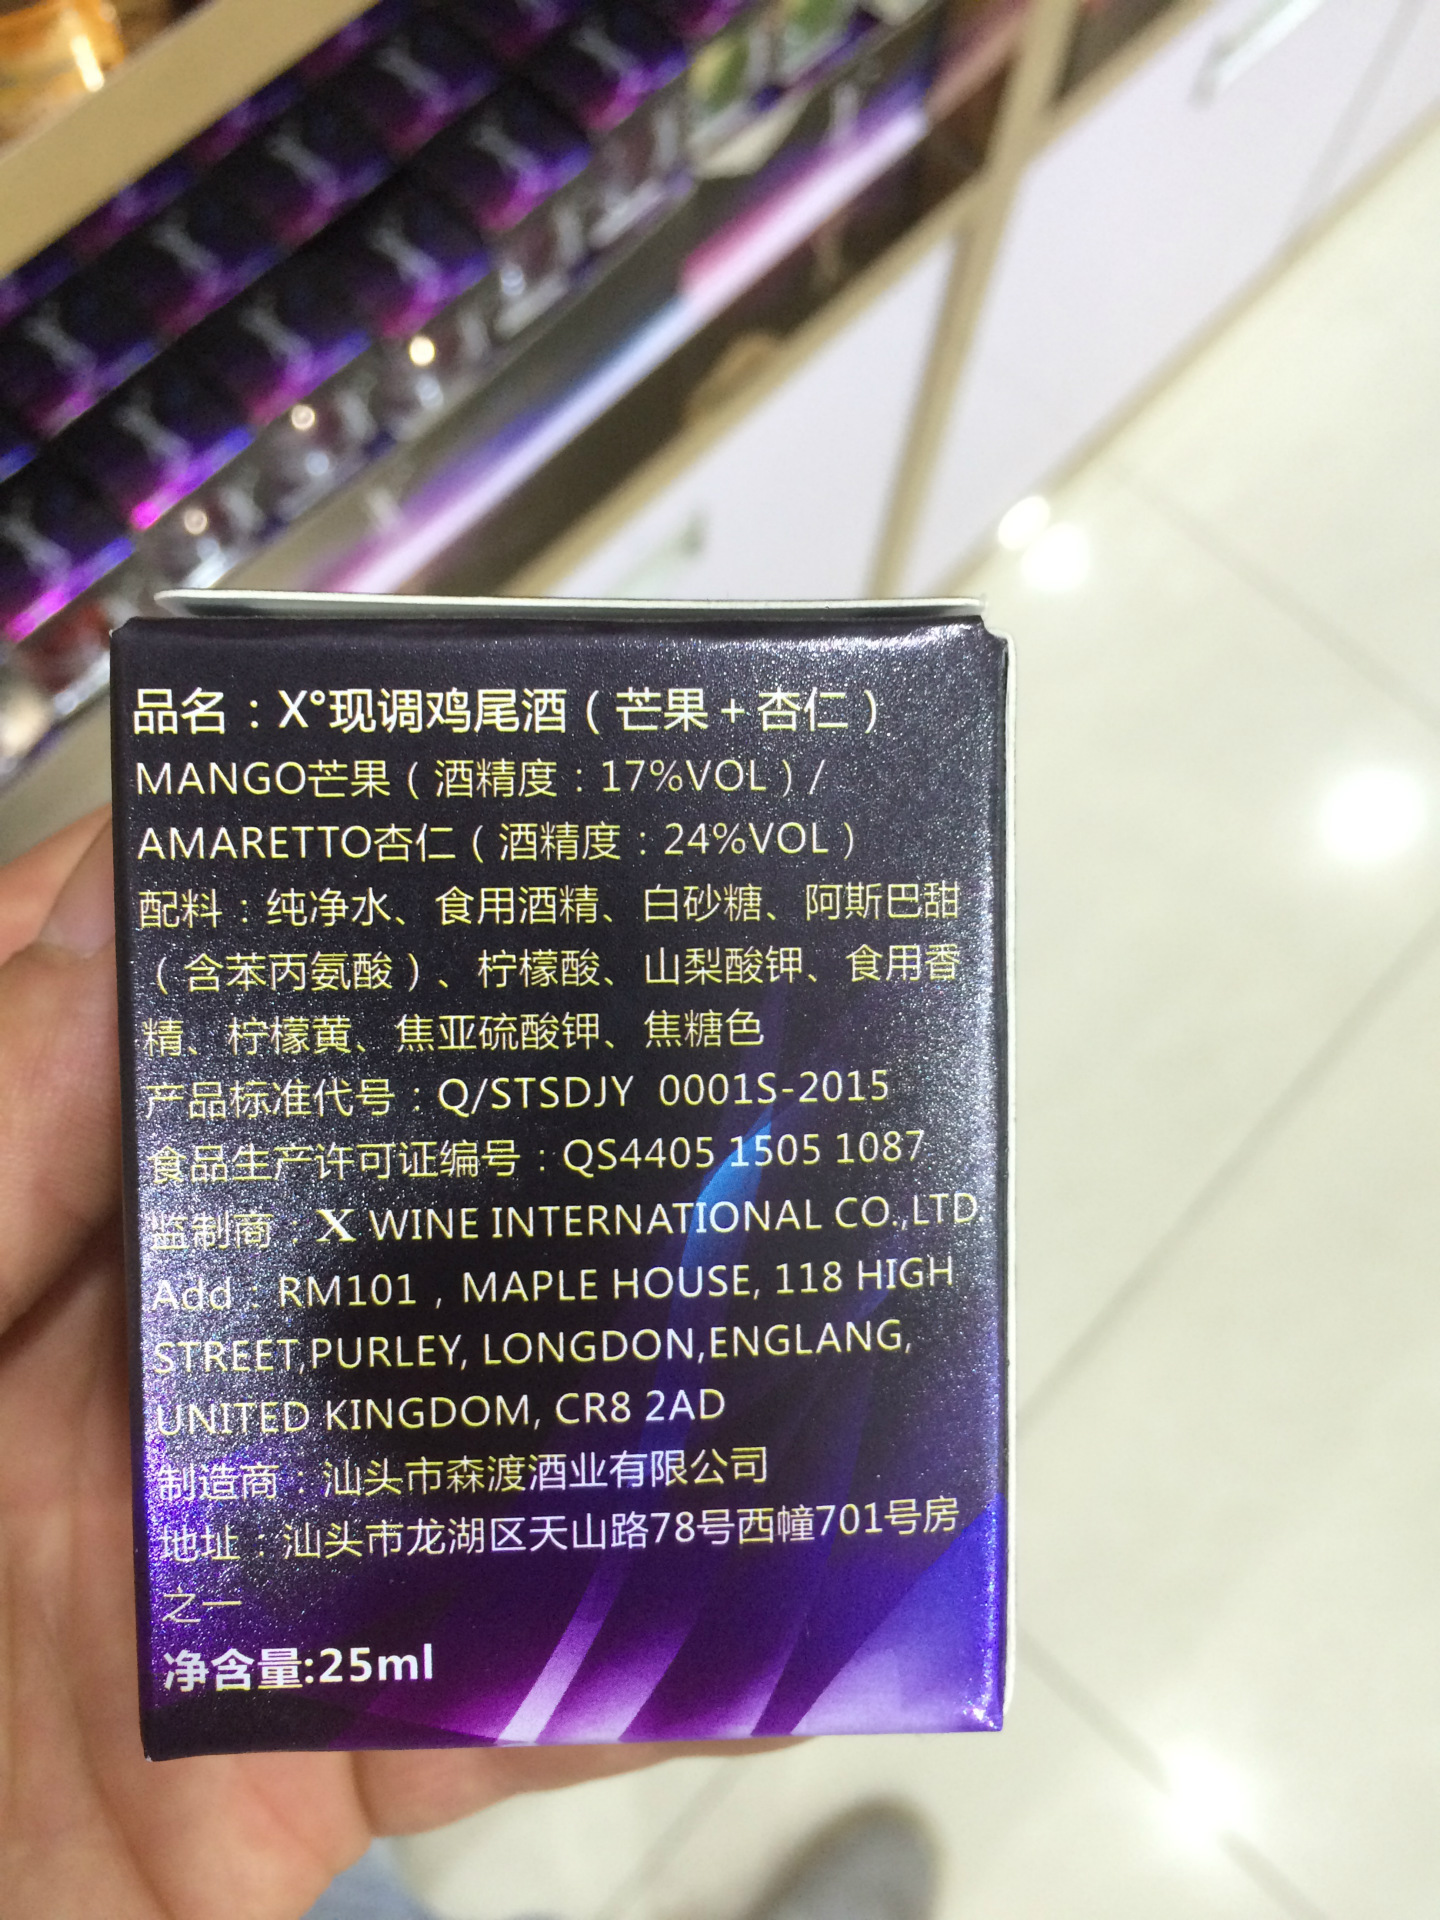 品名：X°现调鸡尾酒（芒果+杏仁）
MANGO芒果（酒精度：17%VOL）/
AMARETTO杏仁（酒精度：24%VOL）
配料：纯净水、食用酒精、白砂糖、阿斯巴甜
（含苯丙氨酸）、柠檬酸、山梨酸钾、食用香
精、柠檬黄、焦亚硫酸钾、焦糖色
产品标准代号：Q/STSDJY 0001S-2015
食品生产许可证编号：QS4405 1505 1087
监制商：X WINE INTERNATIONAL CO.,LTD
Add：RM101，MAPLE HOUSE, 118 HIGH
STREET,PURLEY, LONGDON,ENGLANG,
UNITED KINGDOM, CR8 2AD
制造商：汕头市森渡酒业有限公司
地址：汕头市龙湖区天山路78号西幢701号房
之一
净含量:25ml